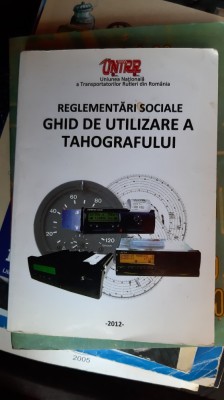 UNTRR
Uniunea Națională
a Transportatorilor Rutieri din România
REGLEMENTĂRI SOCIALE
GHID DE UTILIZARE A
TAHOGRAFULUI
-2012-
2005